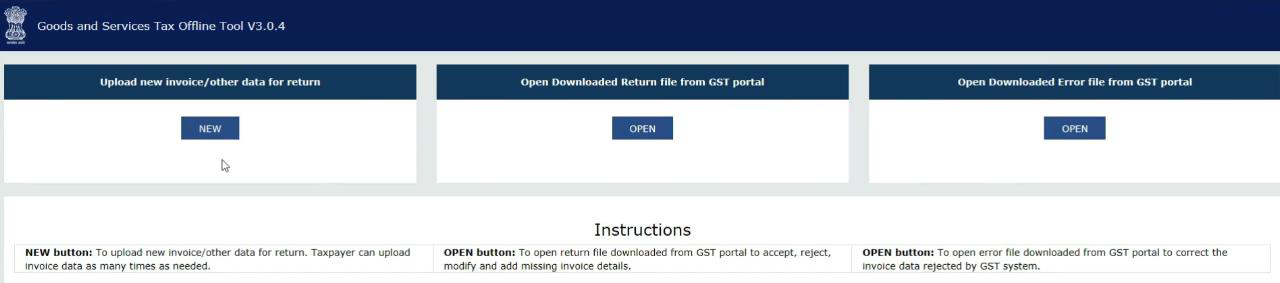 Goods and Services Tax Offline Tool V3.0.4
Upload new invoice/other data for return
NEW
Open Downloaded Return file from GST portal
OPEN
Open Downloaded Error file from GST portal
OPEN
Instructions
NEW button: To upload new invoice/other data for return. Taxpayer can upload
invoice data as many times as needed.
OPEN button: To open return file downloaded from GST portal to accept, reject,
modify and add missing invoice details.
OPEN button: To open error file downloaded from GST portal to correct the
invoice data rejected by GST system.